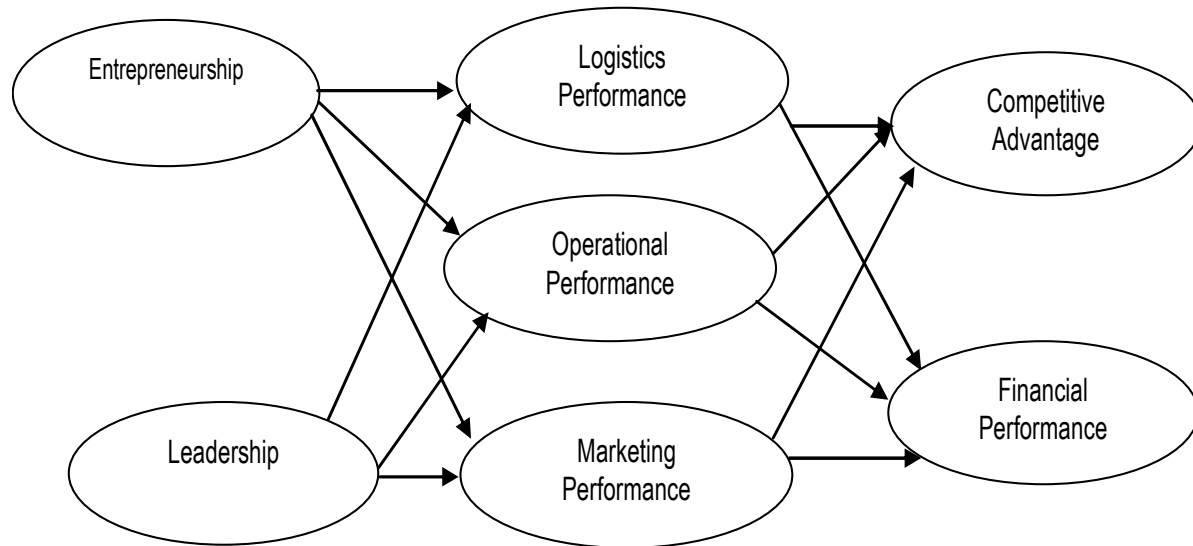 Entrepreneurship
Logistics
Performance
Competitive
Advantage
Operational
Performance
Leadership
Marketing
Performance
Financial
Performance